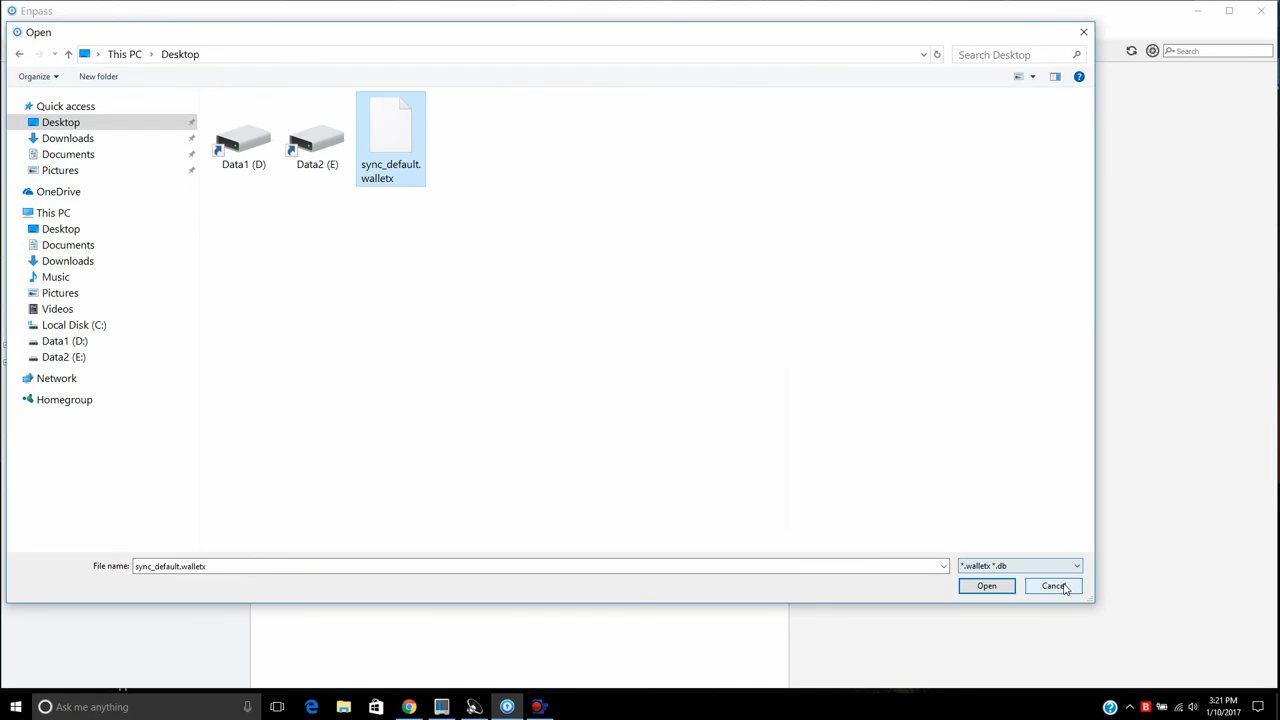 Enpass
Open
This PC
Desktop
Search Desktop
Search
Organize
New folder
Quick access
Desktop
Downloads
Documents
Pictures
OneDrive
This PC
Desktop
Documents
Downloads
Music
Pictures
Videos
Local Disk (C:)
Data1 (D:)
Data2 (E:)
Network
Homegroup
Data1 (D)
Data2 (E)
sync_default.
walletx
File name:
sync_default.walletx
*.walletx *.db
Open
Cancel
Ask me anything
3:21 PM
1/10/2017